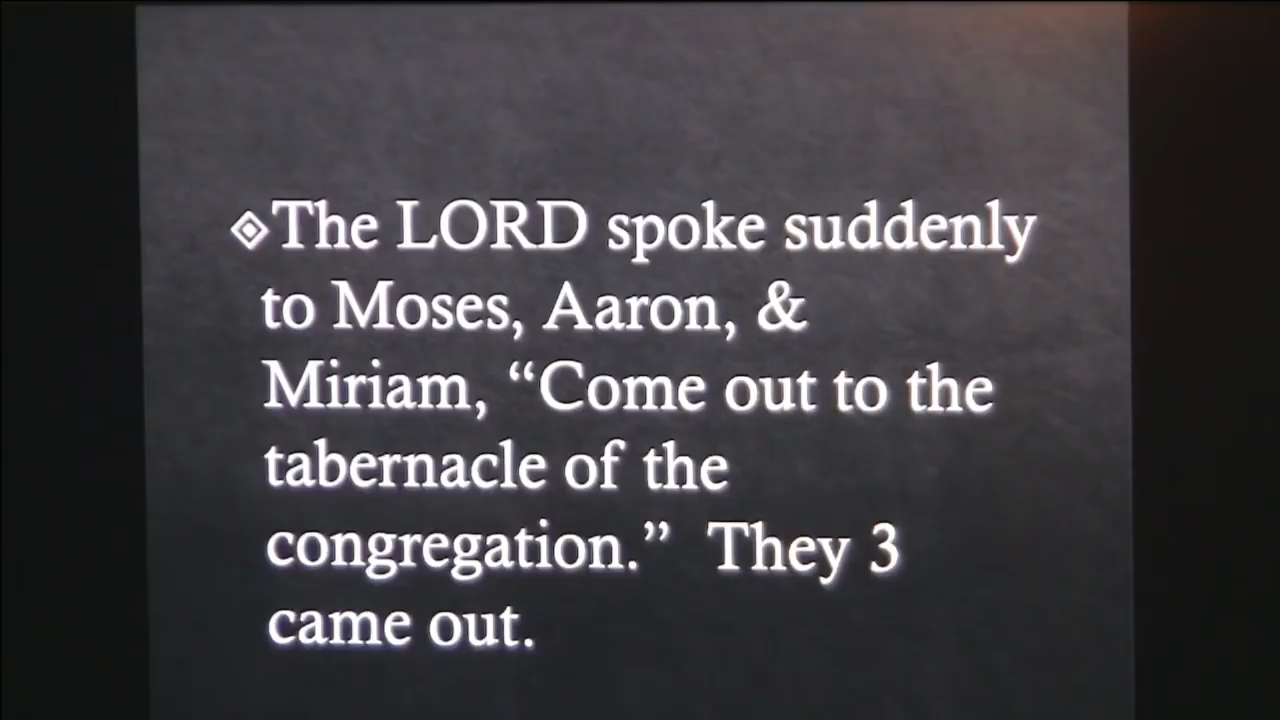 The LORD spoke suddenly
to Moses, Aaron, &
Miriam, “Come out to the
tabernacle of the
congregation.”  They 3
came out.